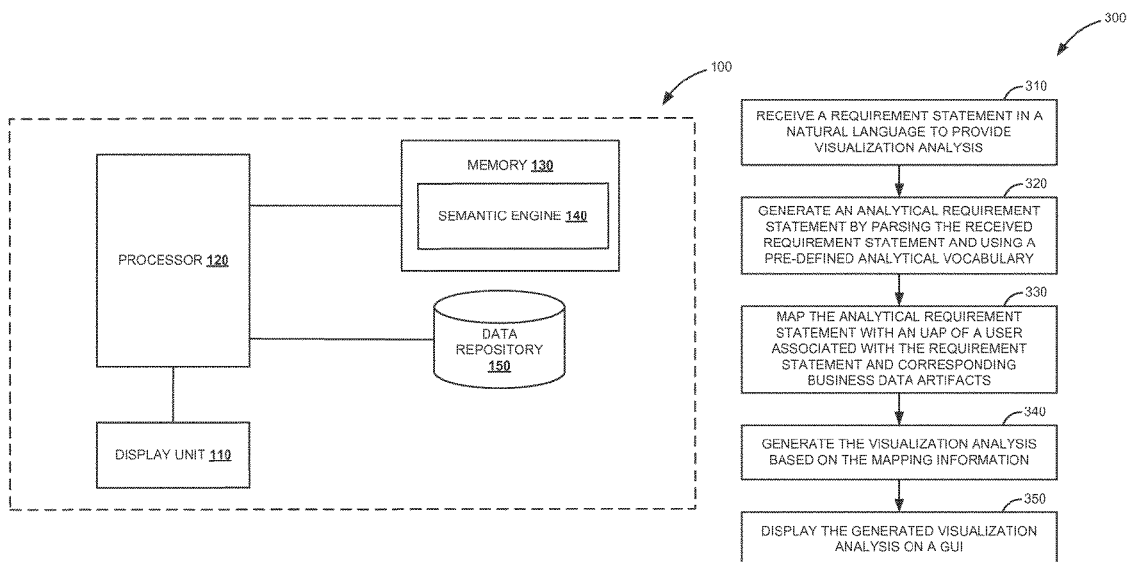 100
PROCESSOR 120
MEMORY 130
SEMANTIC ENGINE 140
DATA
REPOSITORY
150
DISPLAY UNIT 110
300
310
RECEIVE A REQUIREMENT STATEMENT IN A
NATURAL LANGUAGE TO PROVIDE
VISUALIZATION ANALYSIS
320
GENERATE AN ANALYTICAL REQUIREMENT
STATEMENT BY PARSING THE RECEIVED
REQUIREMENT STATEMENT AND USING A
PRE-DEFINED ANALYTICAL VOCABULARY
330
MAP THE ANALYTICAL REQUIREMENT
STATEMENT WITH AN UAP OF A USER
ASSOCIATED WITH THE REQUIREMENT
STATEMENT AND CORRESPONDING
BUSINESS DATA ARTIFACTS
340
GENERATE THE VISUALIZATION ANALYSIS
BASED ON THE MAPPING INFORMATION
350
DISPLAY THE GENERATED VISUALIZATION
ANALYSIS ON A GUI